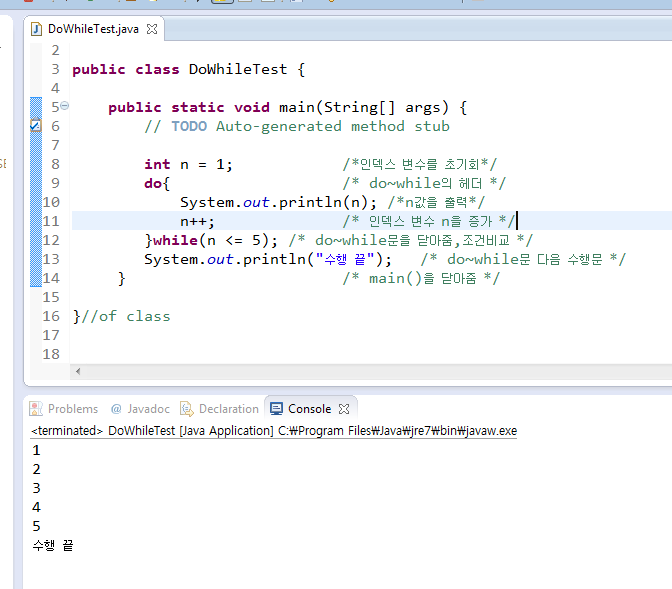 DoWhileTest.java
2
3 public class DoWhileTest {
4
5 public static void main(String[] args) {
6 // TODO Auto-generated method stub
7
8 int n = 1; /*인덱스 변수를 초기회*/
9 do{ /* do~while의 헤더 */
10 System.out.println(n); /*n값을 출력*/
11 n++; /* 인덱스 변수 n을 증가 */
12 }while(n <= 5); /* do~while문을 닫아줌,조건비교 */
13 System.out.println("수행 끝"); /* do~while문 다음 수행문 */
14 } /* main()을 닫아줌 */
15
16 }//of class
17
18
Problems @ Javadoc Declaration Console
<terminated> DoWhileTest [Java Application] C:₩Program Files₩Java₩jre7₩bin₩javaw.exe
1
2
3
4
5
수행 끝